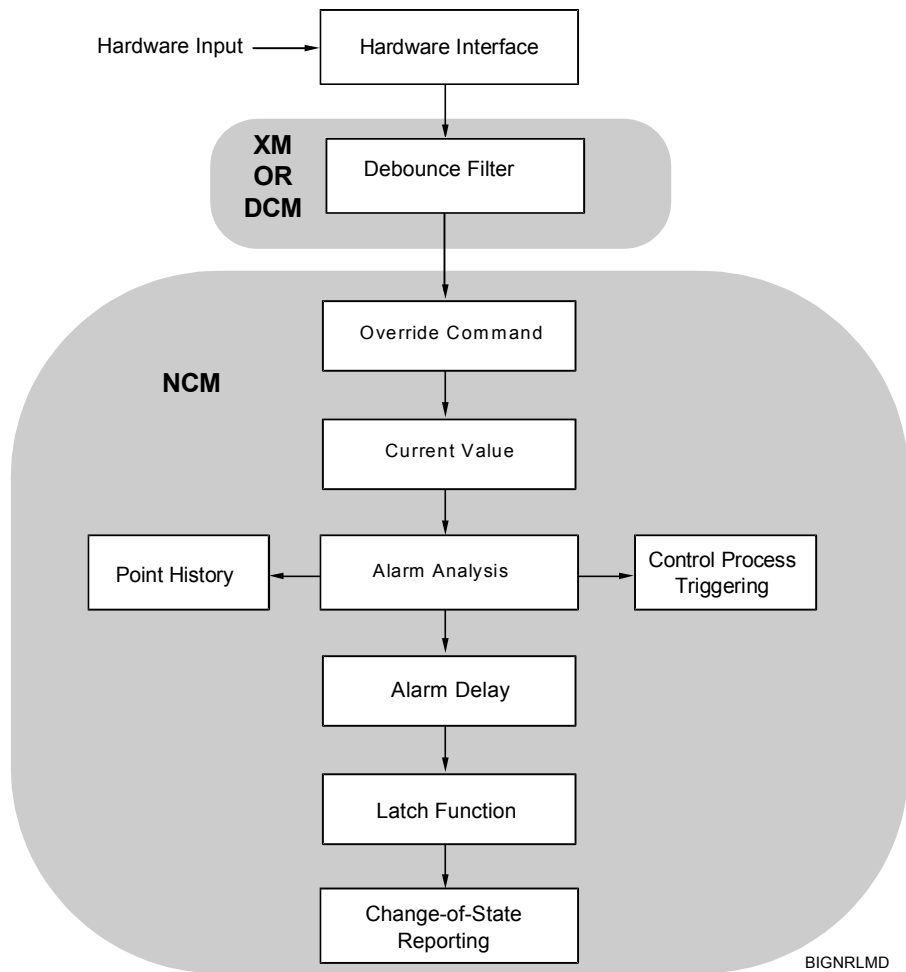 Hardware Input
Hardware Interface
XM
OR
DCM
Debounce Filter
Override Command
NCM
Current Value
Point History
Alarm Analysis
Control Process
Triggering
Alarm Delay
Latch Function
Change-of-State
Reporting
BIGNRLMD